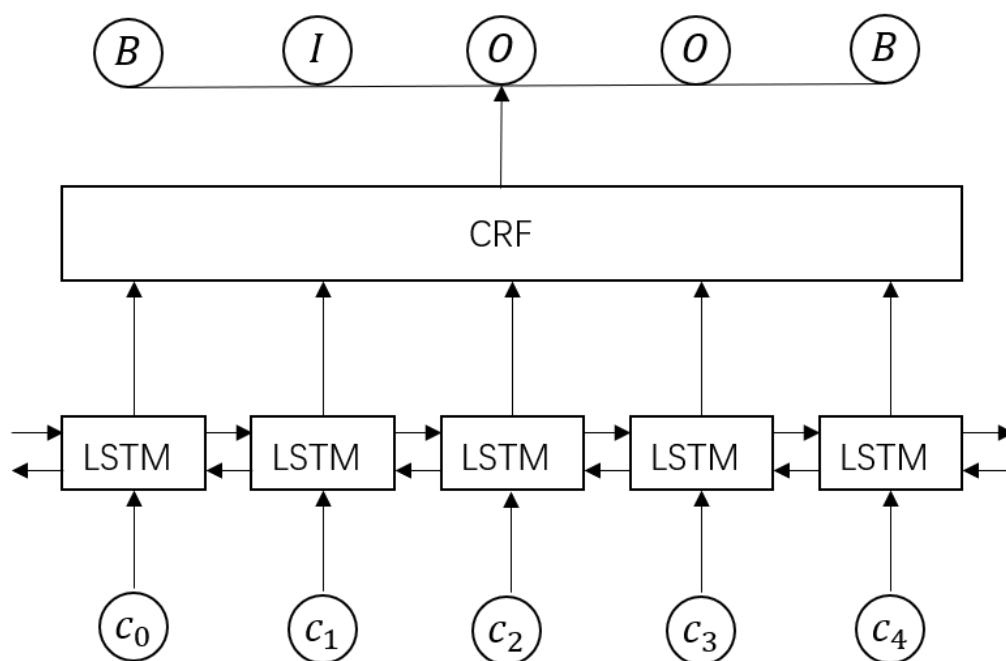 B I O O B
CRF
LSTM LSTM LSTM LSTM LSTM
c₀ c₁ c₂ c₃ c₄